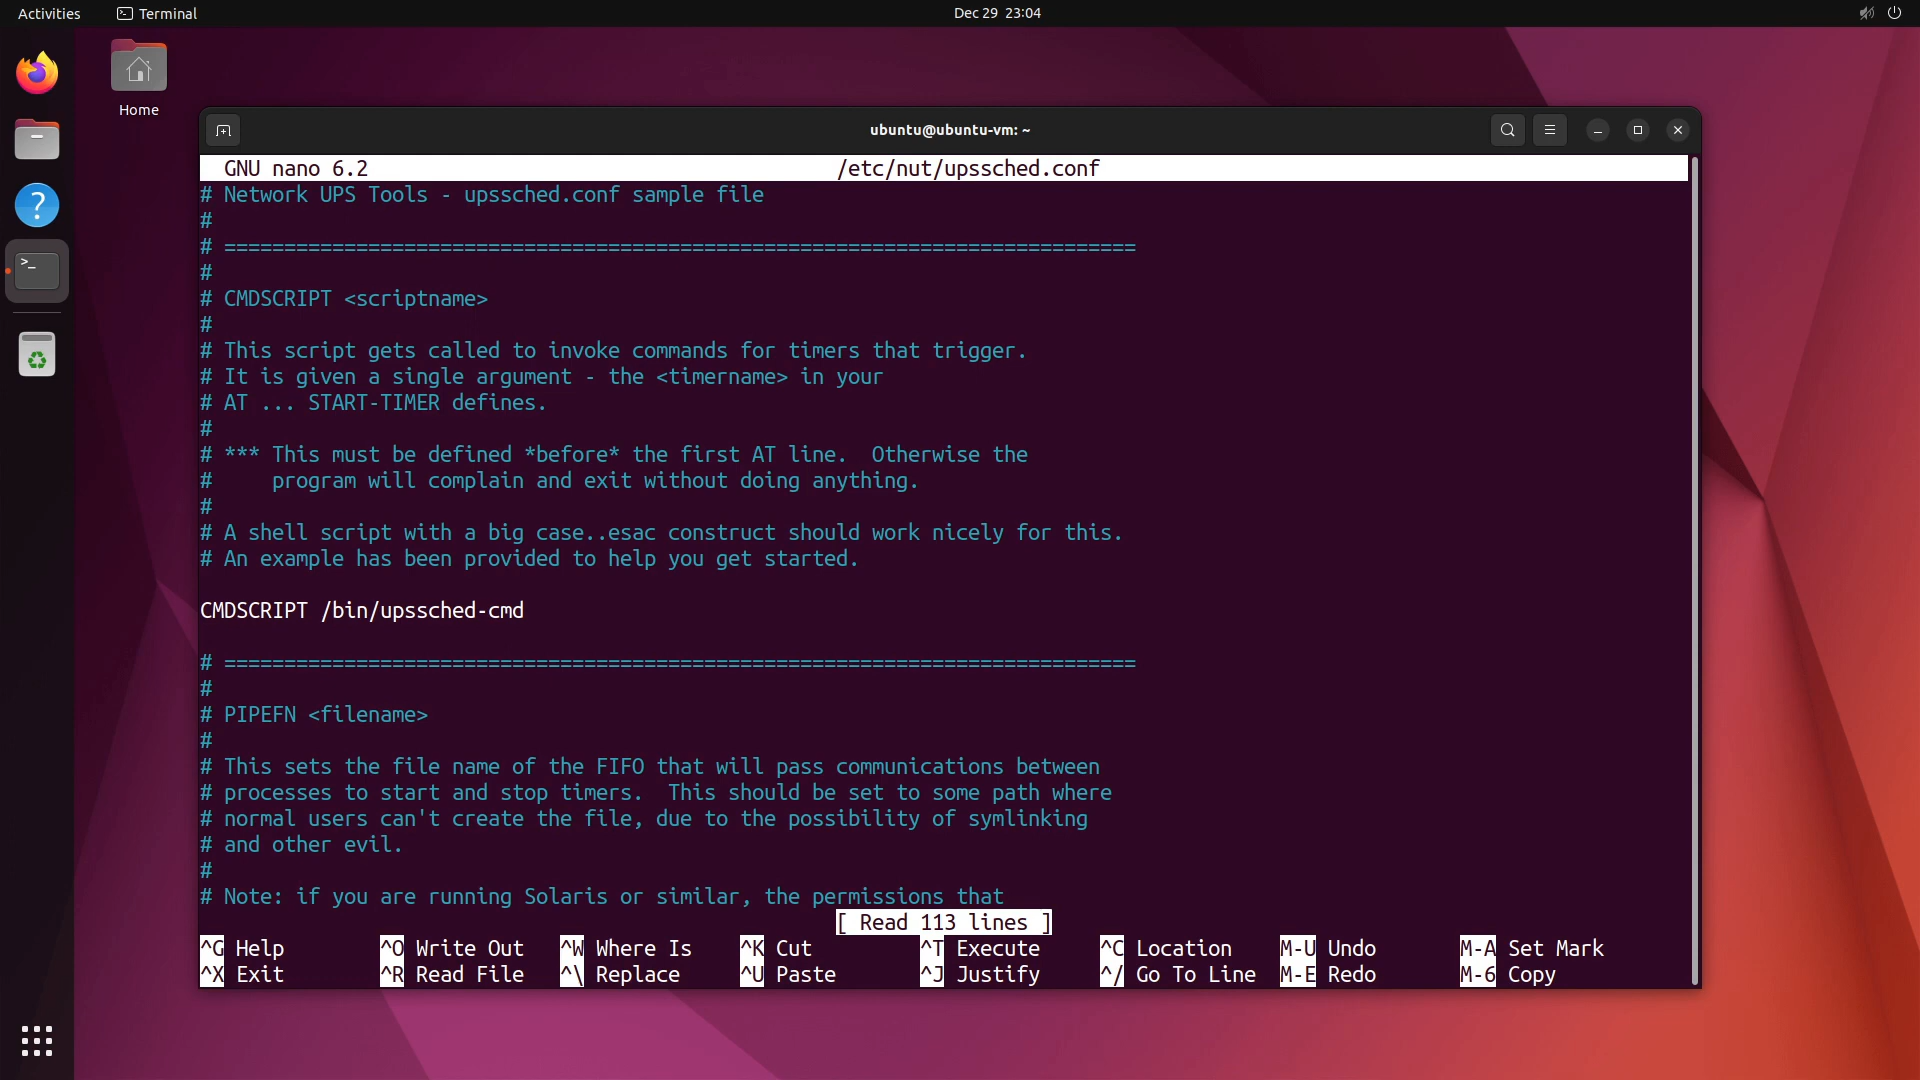 Activities
Terminal
Dec 29 23:04
Home
ubuntu@ubuntu-vm: ~
GNU nano 6.2 /etc/nut/upssched.conf
# Network UPS Tools - upssched.conf sample file
#
# ============================================================================
#
# CMDSCRIPT <scriptname>
#
# This script gets called to invoke commands for timers that trigger.
# It is given a single argument - the <timername> in your
# AT ... START-TIMER defines.
#
# *** This must be defined *before* the first AT line.  Otherwise the
#     program will complain and exit without doing anything.
#
# A shell script with a big case..esac construct should work nicely for this.
# An example has been provided to help you get started.
CMDSCRIPT /bin/upssched-cmd
# ============================================================================
#
# PIPEFN <filename>
#
# This sets the file name of the FIFO that will pass communications between
# processes to start and stop timers.  This should be set to some path where
# normal users can't create the file, due to the possibility of symlinking
# and other evil.
#
# Note: if you are running Solaris or similar, the permissions that
[ Read 113 lines ]
^G Help ^O Write Out ^W Where Is ^K Cut ^T Execute ^C Location M-U Undo M-A Set Mark
^X Exit ^R Read File ^\ Replace ^U Paste ^J Justify ^/ Go To Line M-E Redo M-6 Copy